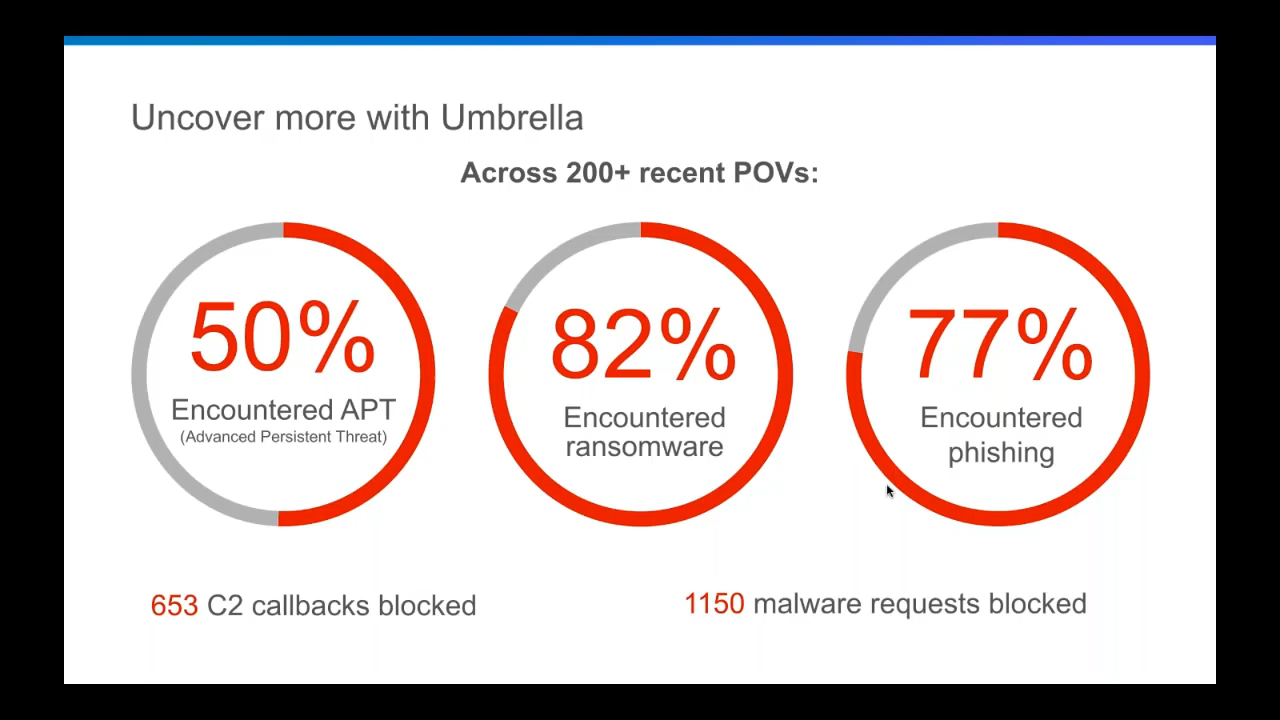 Uncover more with Umbrella
Across 200+ recent POVs:
50%
Encountered APT
(Advanced Persistent Threat)
82%
Encountered
ransomware
77%
Encountered
phishing
653 C2 callbacks blocked
1150 malware requests blocked